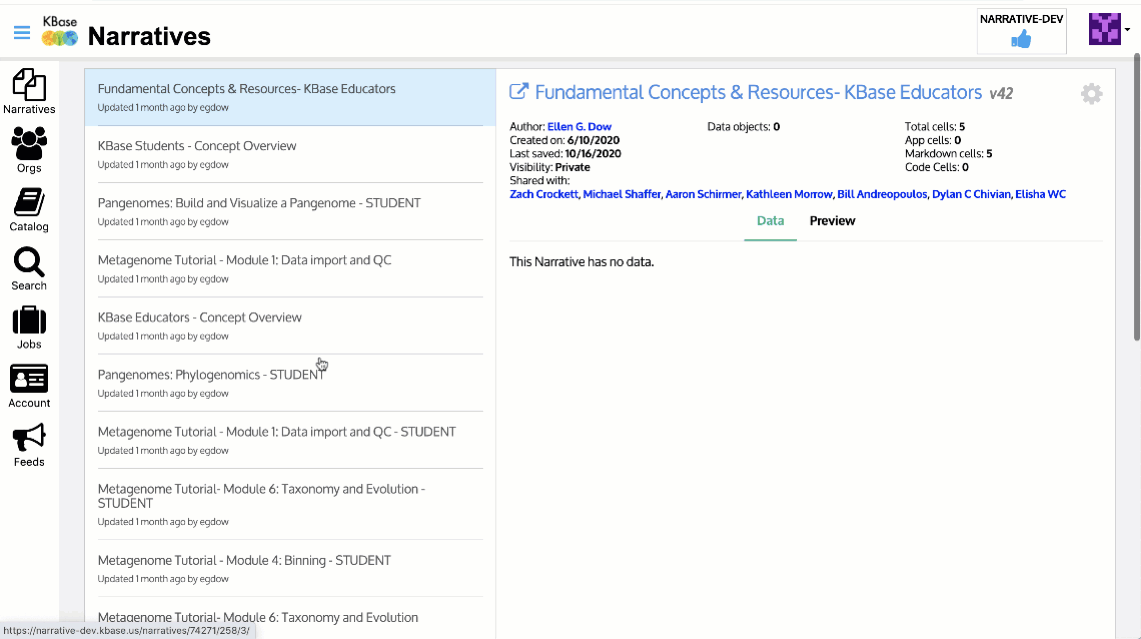 KBase
Narratives
NARRATIVE-DEV
Narratives
Orgs
Catalog
Search
Jobs
Account
Feeds
Fundamental Concepts & Resources- KBase Educators
Updated 1 month ago by egdow
KBase Students - Concept Overview
Updated 1 month ago by egdow
Pangenomes: Build and Visualize a Pangenome - STUDENT
Updated 1 month ago by egdow
Metagenome Tutorial - Module 1: Data import and QC
Updated 1 month ago by egdow
KBase Educators - Concept Overview
Updated 1 month ago by egdow
Pangenomes: Phylogenomics - STUDENT
Updated 1 month ago by egdow
Metagenome Tutorial - Module 1: Data import and QC - STUDENT
Updated 1 month ago by egdow
Metagenome Tutorial- Module 6: Taxonomy and Evolution -
STUDENT
Updated 1 month ago by egdow
Metagenome Tutorial - Module 4: Binning - STUDENT
Updated 1 month ago by egdow
Metagenome Tutorial- Module 6: Taxonomy and Evolution
https://narrative-dev.kbase.us/narratives/74271/258/3/
Fundamental Concepts & Resources- KBase Educators v42
Author: Ellen G. Dow
Created on: 6/10/2020
Last saved: 10/16/2020
Visibility: Private
Shared with:
Data objects: 0
Total cells: 5
App cells: 0
Markdown cells: 5
Code Cells: 0
Zach Crockett, Michael Shaffer, Aaron Schirmer, Kathleen Morrow, Bill Andreopoulos, Dylan C Chivian, Elisha WC
Data Preview
This Narrative has no data.